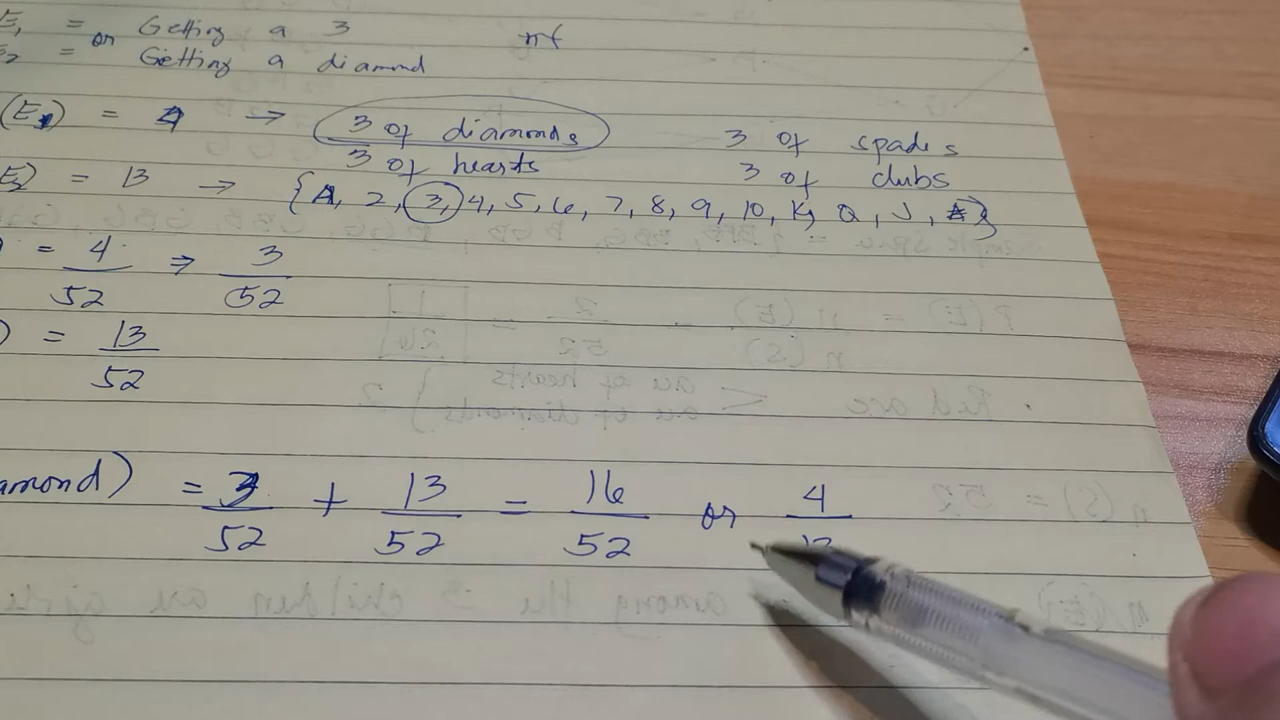 E₁ = Getting a 3
or nf
E₂ = Getting a diamond
(E₁) = 4 → 3 of diamonds 3 of spades
3 of hearts 3 of clubs
E₂) = 13 → {A, 2, 3, 4, 5, 6, 7, 8, 9, 10, K, Q, J, }
= 4/52 ⇒ 3/52
) = 13/52
amond) = 3/52 + 13/52 = 16/52 or 4/13